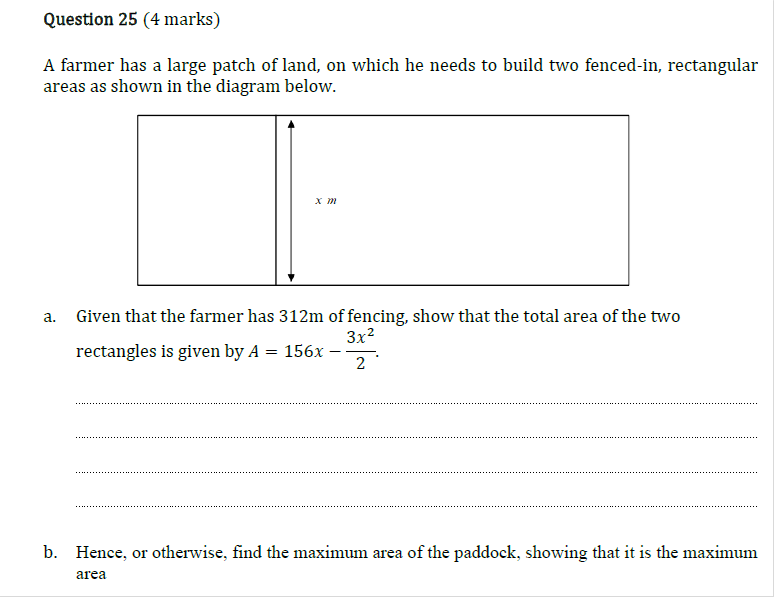 Question 25 (4 marks)
A farmer has a large patch of land, on which he needs to build two fenced-in, rectangular
areas as shown in the diagram below.
x m
a. Given that the farmer has 312m of fencing, show that the total area of the two
rectangles is given by A = 156x − 3x²/2.
b. Hence, or otherwise, find the maximum area of the paddock, showing that it is the maximum
area